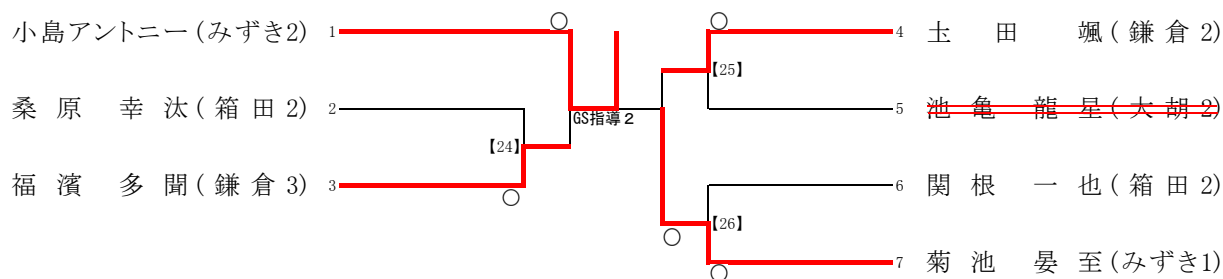 小島アントニー(みずき2) 1
桑原 幸汰(箱田2) 2
福濱 多聞(鎌倉3) 3
【24】
GS指導2
【25】
【26】
4 土田 颯(鎌倉2)
5 池亀 龍星(大胡2)
6 関根 一也(箱田2)
7 菊池 晏至(みずき1)